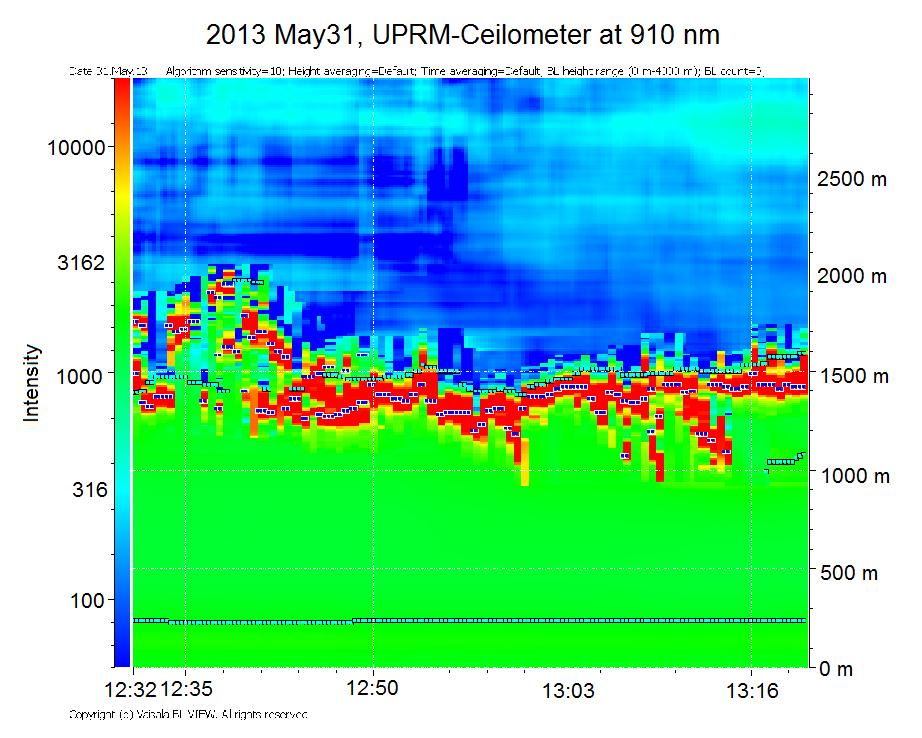 2013 May31, UPRM-Ceilometer at 910 nm
Date 31.May.13 Algorithm sensitivity=10; Height averaging=Default; Time averaging=Default; BL height range (0 m-4000 m); BL count=3;
10000
3162
1000
316
100
Intensity
2500 m
2000 m
1500 m
1000 m
500 m
0 m
12:32 12:35 12:50 13:03 13:16
Copyright (c) Vaisala BL-VIEW. All rights reserved